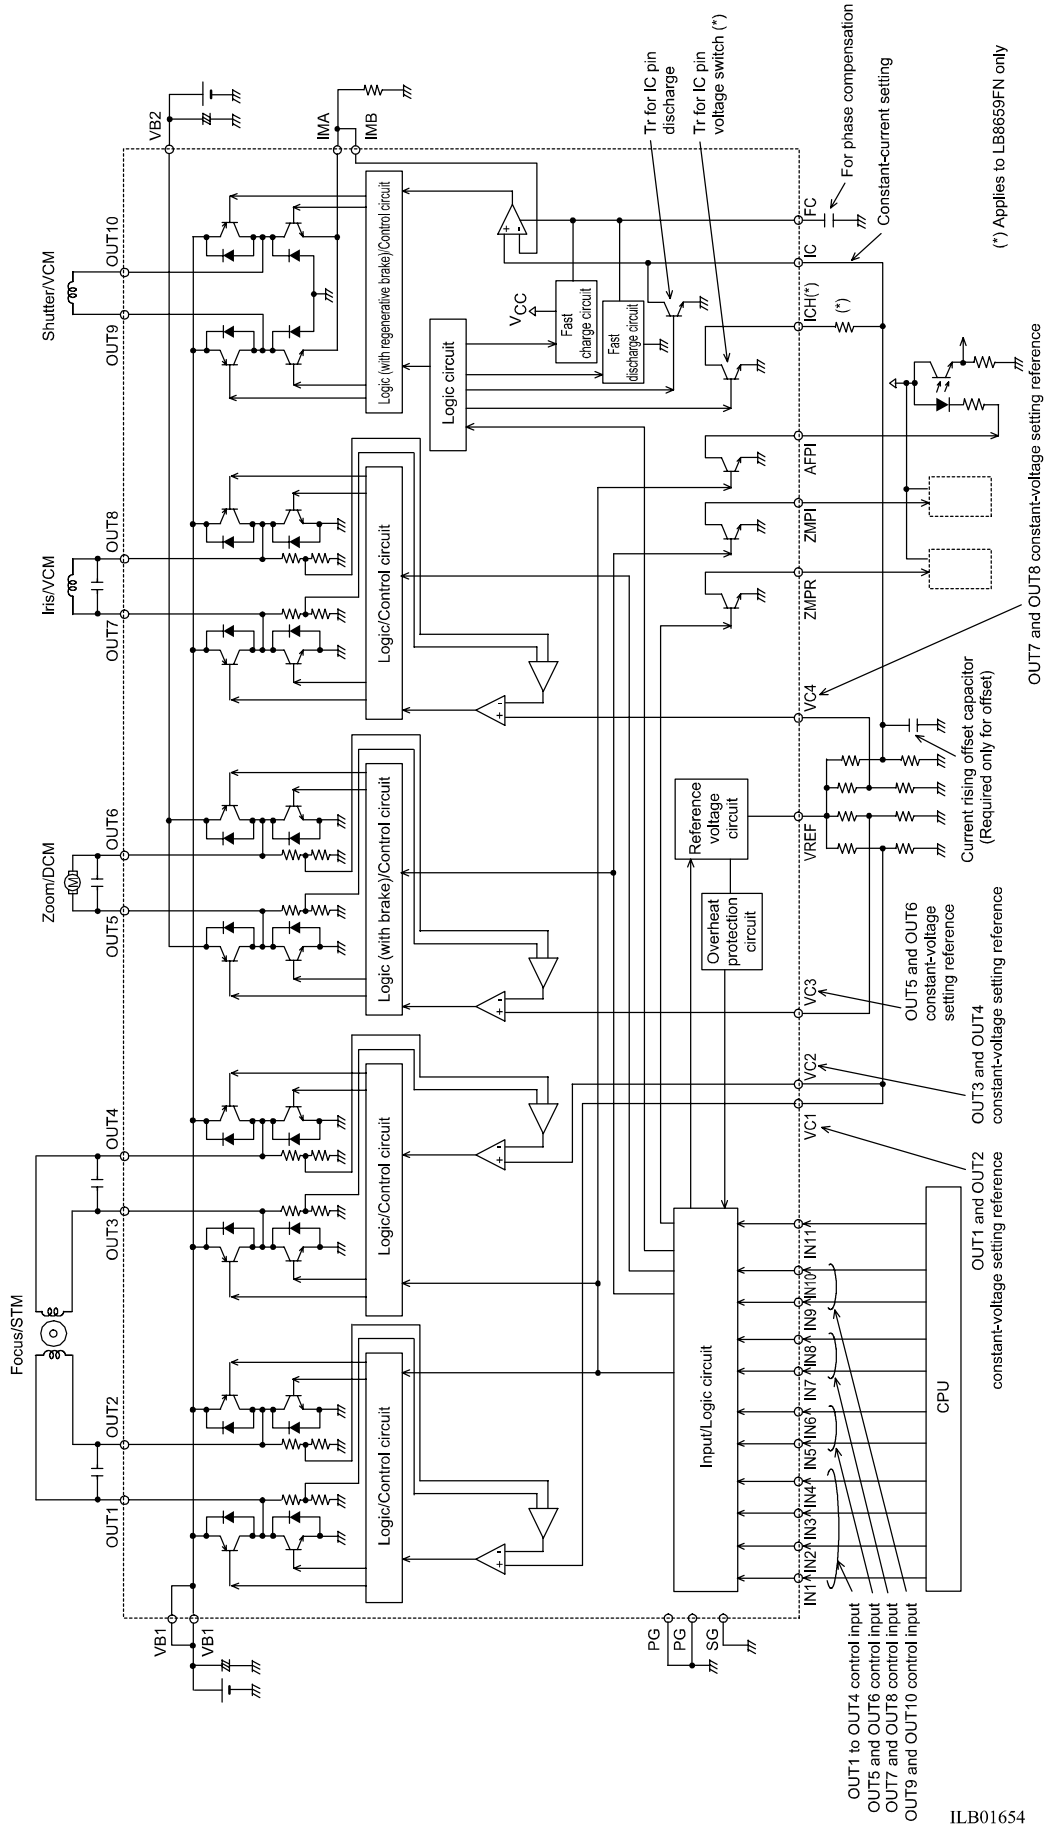 Focus/STM
Zoom/DCM
Iris/VCM
Shutter/VCM
OUT1
OUT2
OUT3
OUT4
OUT5
OUT6
OUT7
OUT8
OUT9
OUT10
VB1
VB1
VB2
IMA
IMB
M
Logic/Control circuit
Logic/Control circuit
Logic (with brake)/Control circuit
Logic/Control circuit
Logic (with regenerative brake)/Control circuit
+ -
+ -
+ -
+ -
+ -
Logic circuit
VCC
Fast
charge circuit
Fast
discharge circuit
Tr for IC pin
discharge
Tr for IC pin
voltage switch (*)
PG
PG
SG
Input/Logic circuit
Overheat
protection
circuit
Reference
voltage
circuit
IN1
IN2
IN3
IN4
IN5
IN6
IN7
IN8
IN9
IN10
IN11
VC1
VC2
VC3
VREF
VC4
ZMPR
ZMPI
AFPI
ICH(*)
IC
FC
(*)
For phase compensation
Constant-current setting
CPU
OUT1 to OUT4 control input
OUT5 and OUT6 control input
OUT7 and OUT8 control input
OUT9 and OUT10 control input
OUT1 and OUT2
constant-voltage setting reference
OUT3 and OUT4
constant-voltage setting reference
OUT5 and OUT6
constant-voltage
setting reference
Current rising offset capacitor
(Required only for offset)
OUT7 and OUT8 constant-voltage setting reference
(*) Applies to LB8659FN only
ILB01654